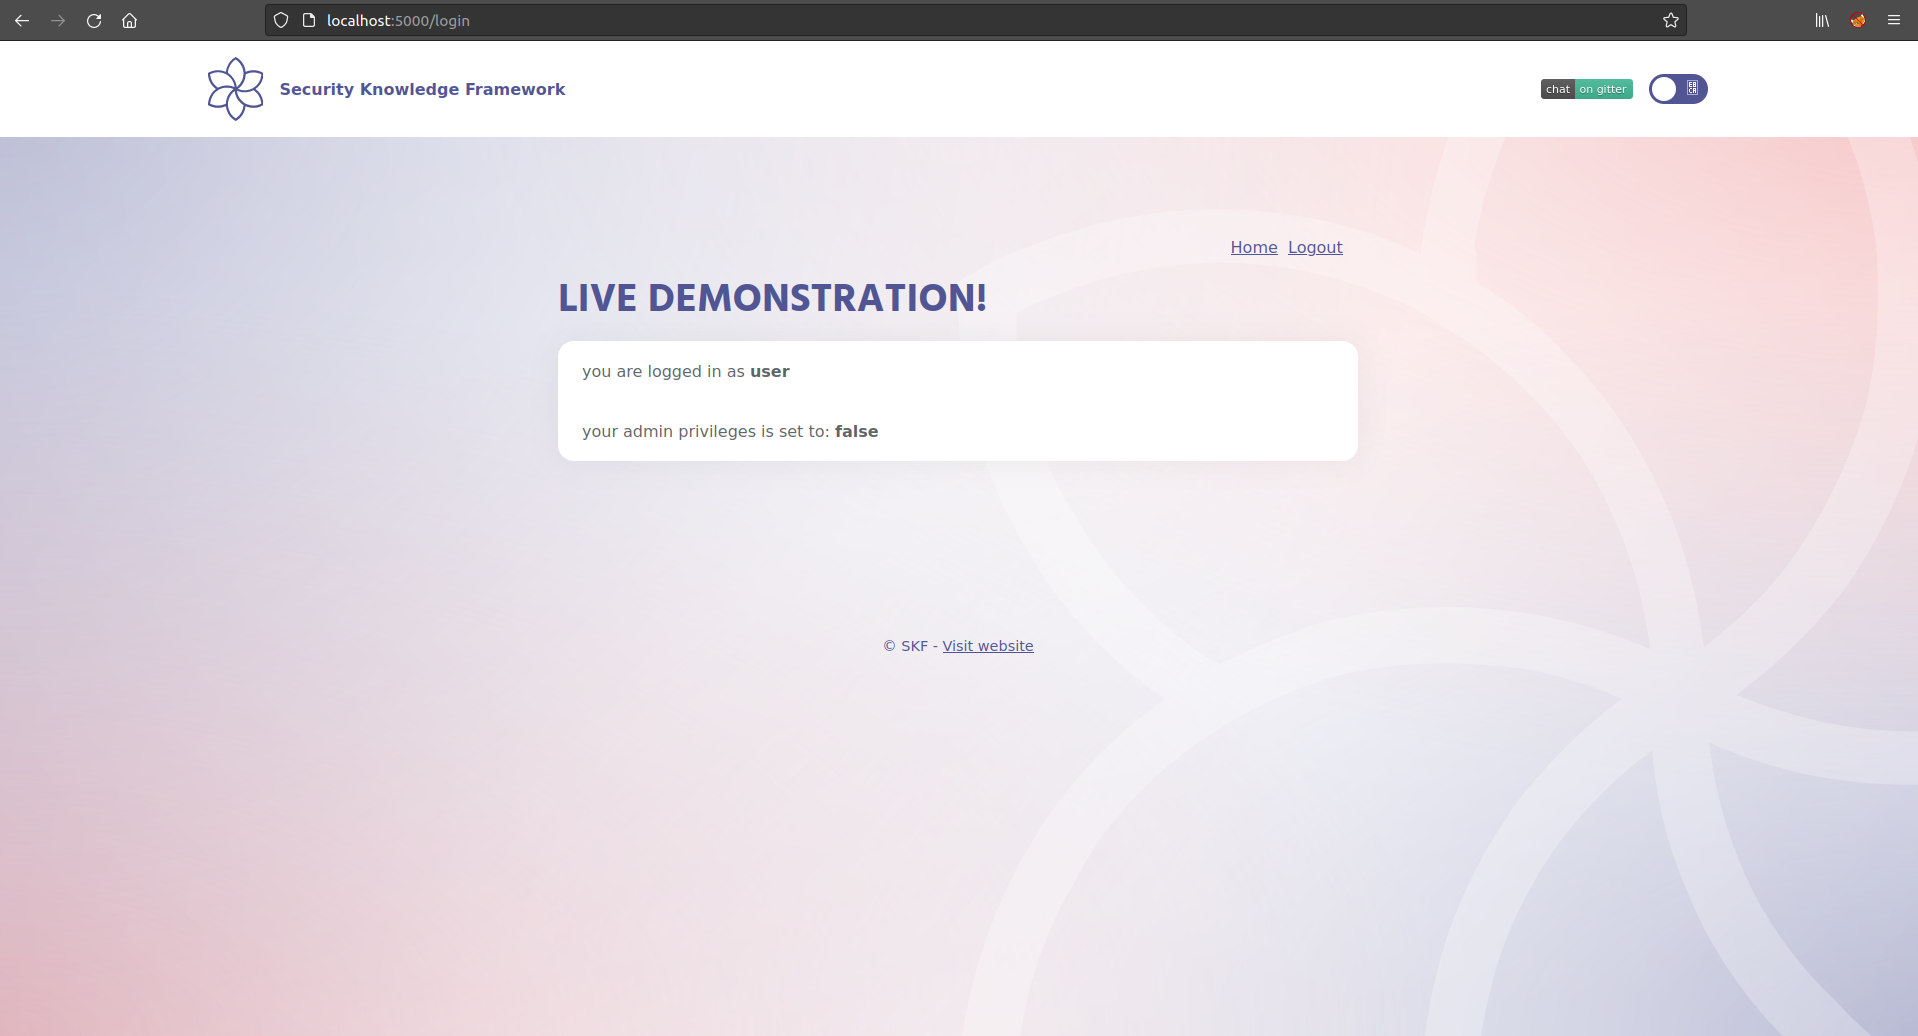 localhost:5000/login
Security Knowledge Framework
chat on gitter
Home Logout
LIVE DEMONSTRATION!
you are logged in as user
your admin privileges is set to: false
© SKF - Visit website